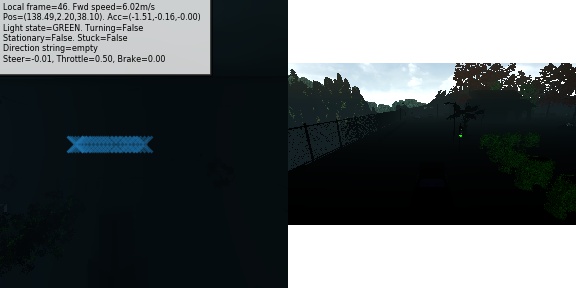 Local frame=46. Fwd speed=6.02m/s
Pos=(138.49,2.20,38.10). Acc=(-1.51,-0.16,-0.00)
Light state=GREEN. Turning=False
Stationary=False. Stuck=False
Direction string=empty
Steer=-0.01, Throttle=0.50, Brake=0.00